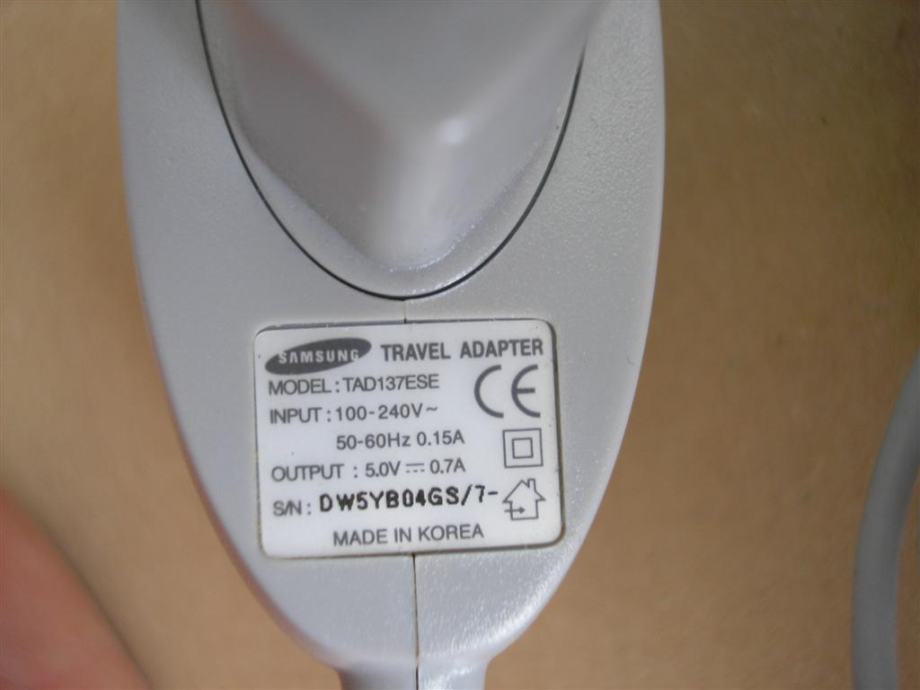 SAMSUNG TRAVEL ADAPTER
MODEL : TAD137ESE
INPUT : 100-240V~
50-60Hz 0.15A
OUTPUT : 5.0V ⎓ 0.7A
S/N : DW5YB04GS/7-
MADE IN KOREA
CE